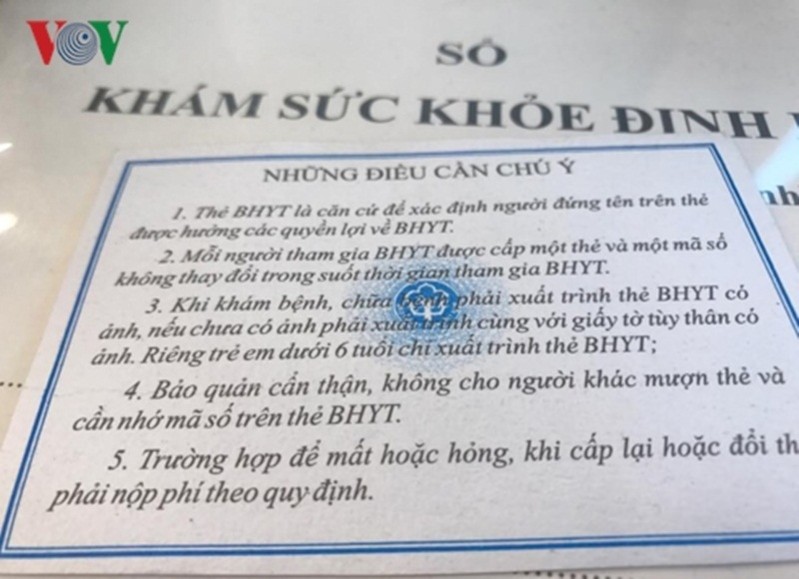 VOV
SỔ
KHÁM SỨC KHỎE ĐỊNH
NHỮNG ĐIỀU CẦN CHÚ Ý
1. Thẻ BHYT là căn cứ để xác định người đứng tên trên thẻ
được hưởng các quyền lợi về BHYT.
2. Mỗi người tham gia BHYT được cấp một thẻ và một mã số
không thay đổi trong suốt thời gian tham gia BHYT.
3. Khi khám bệnh, chữa bệnh phải xuất trình thẻ BHYT có
ảnh, nếu chưa có ảnh phải xuất trình cùng với giấy tờ tùy thân có
ảnh. Riêng trẻ em dưới 6 tuổi chỉ xuất trình thẻ BHYT;
4. Bảo quản cẩn thận, không cho người khác mượn thẻ và
cần nhớ mã số trên thẻ BHYT.
5. Trường hợp để mất hoặc hỏng, khi cấp lại hoặc đổi th
phải nộp phí theo quy định.